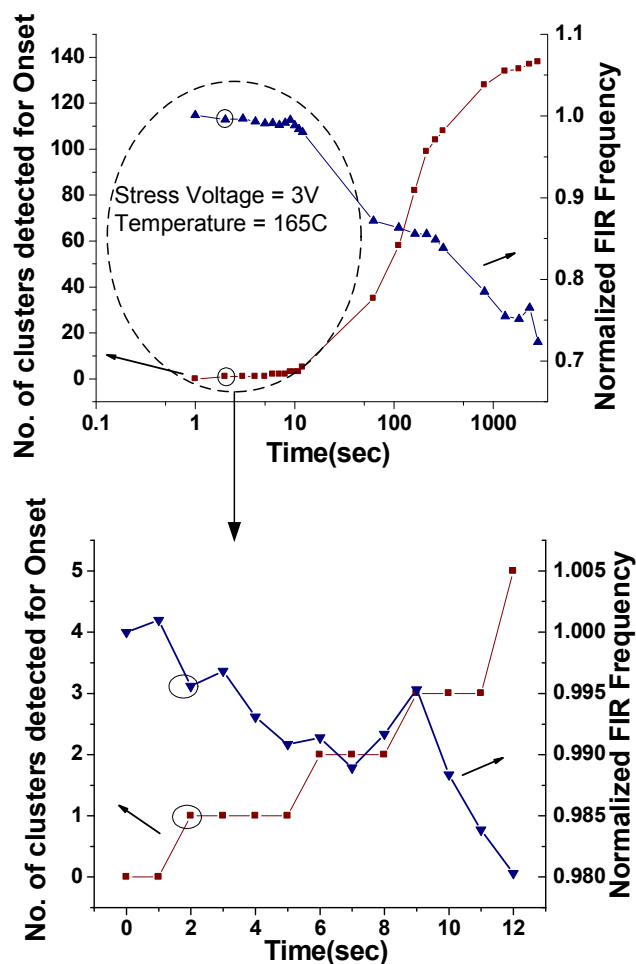 No. of clusters detected for Onset
140
120
100
80
60
40
20
0
Stress Voltage = 3V
Temperature = 165C
1.1
1.0
0.9
0.8
0.7
Normalized FIR Frequency
0.1 1 10 100 1000
Time(sec)
No. of clusters detected for Onset
5
4
3
2
1
0
1.005
1.000
0.995
0.990
0.985
0.980
Normalized FIR Frequency
0 2 4 6 8 10 12
Time(sec)